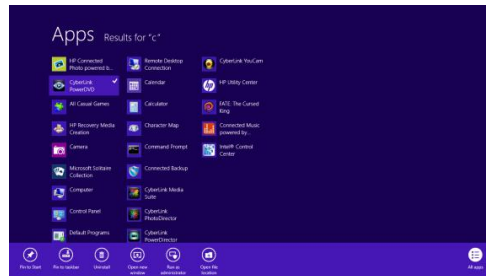 Apps Results for "c"
HP Connected
Photo powered b...
CyberLink
PowerDVD
All Casual Games
HP Recovery Media
Creation
Camera
Microsoft Solitaire
Collection
Computer
Control Panel
Default Programs
Remote Desktop
Connection
Calendar
Calculator
Character Map
Command Prompt
Connected Backup
CyberLink Media
Suite
CyberLink
PhotoDirector
CyberLink
PowerDirector
CyberLink YouCam
HP Utility Center
FATE: The Cursed
King
Connected Music
powered by...
Intel® Control
Center
Pin to Start
Pin to taskbar
Uninstall
Open new
window
Run as
administrator
Open file
location
All apps